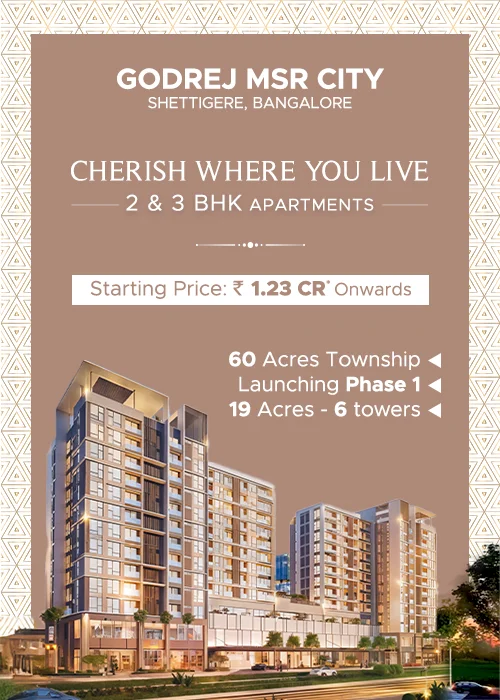 GODREJ MSR CITY
SHETTIGERE, BANGALORE
CHERISH WHERE YOU LIVE
2 & 3 BHK APARTMENTS
Starting Price: ₹ 1.23 CR* Onwards
60 Acres Township
Launching Phase 1
19 Acres - 6 towers